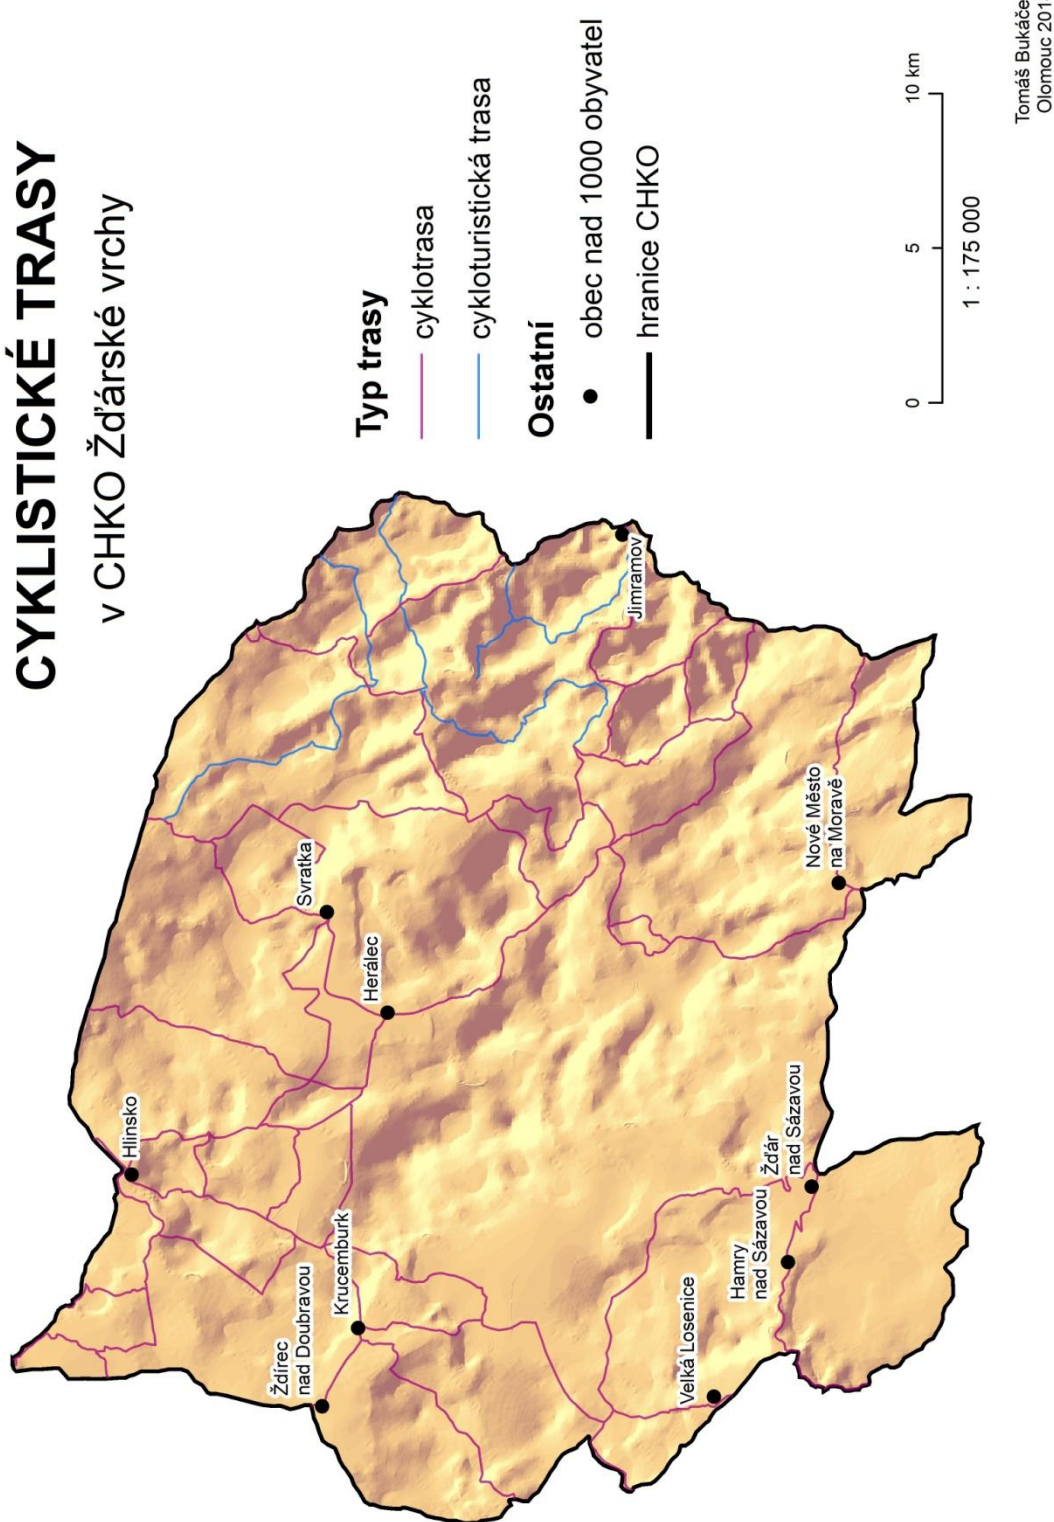 CYKLISTICKÉ TRASY
v CHKO Žďárské vrchy
Hlinsko
Svratka
Herálec
Ždírec
nad Doubravou
Krucemburk
Jimramov
Velká Losenice
Hamry
nad Sázavou
Žďár
nad Sázavou
Nové Město
na Moravě
Typ trasy
cyklotrasa
cykloturistická trasa
Ostatní
obec nad 1000 obyvatel
hranice CHKO
0 5 10 km
1 : 175 000
Tomáš
Olomouc